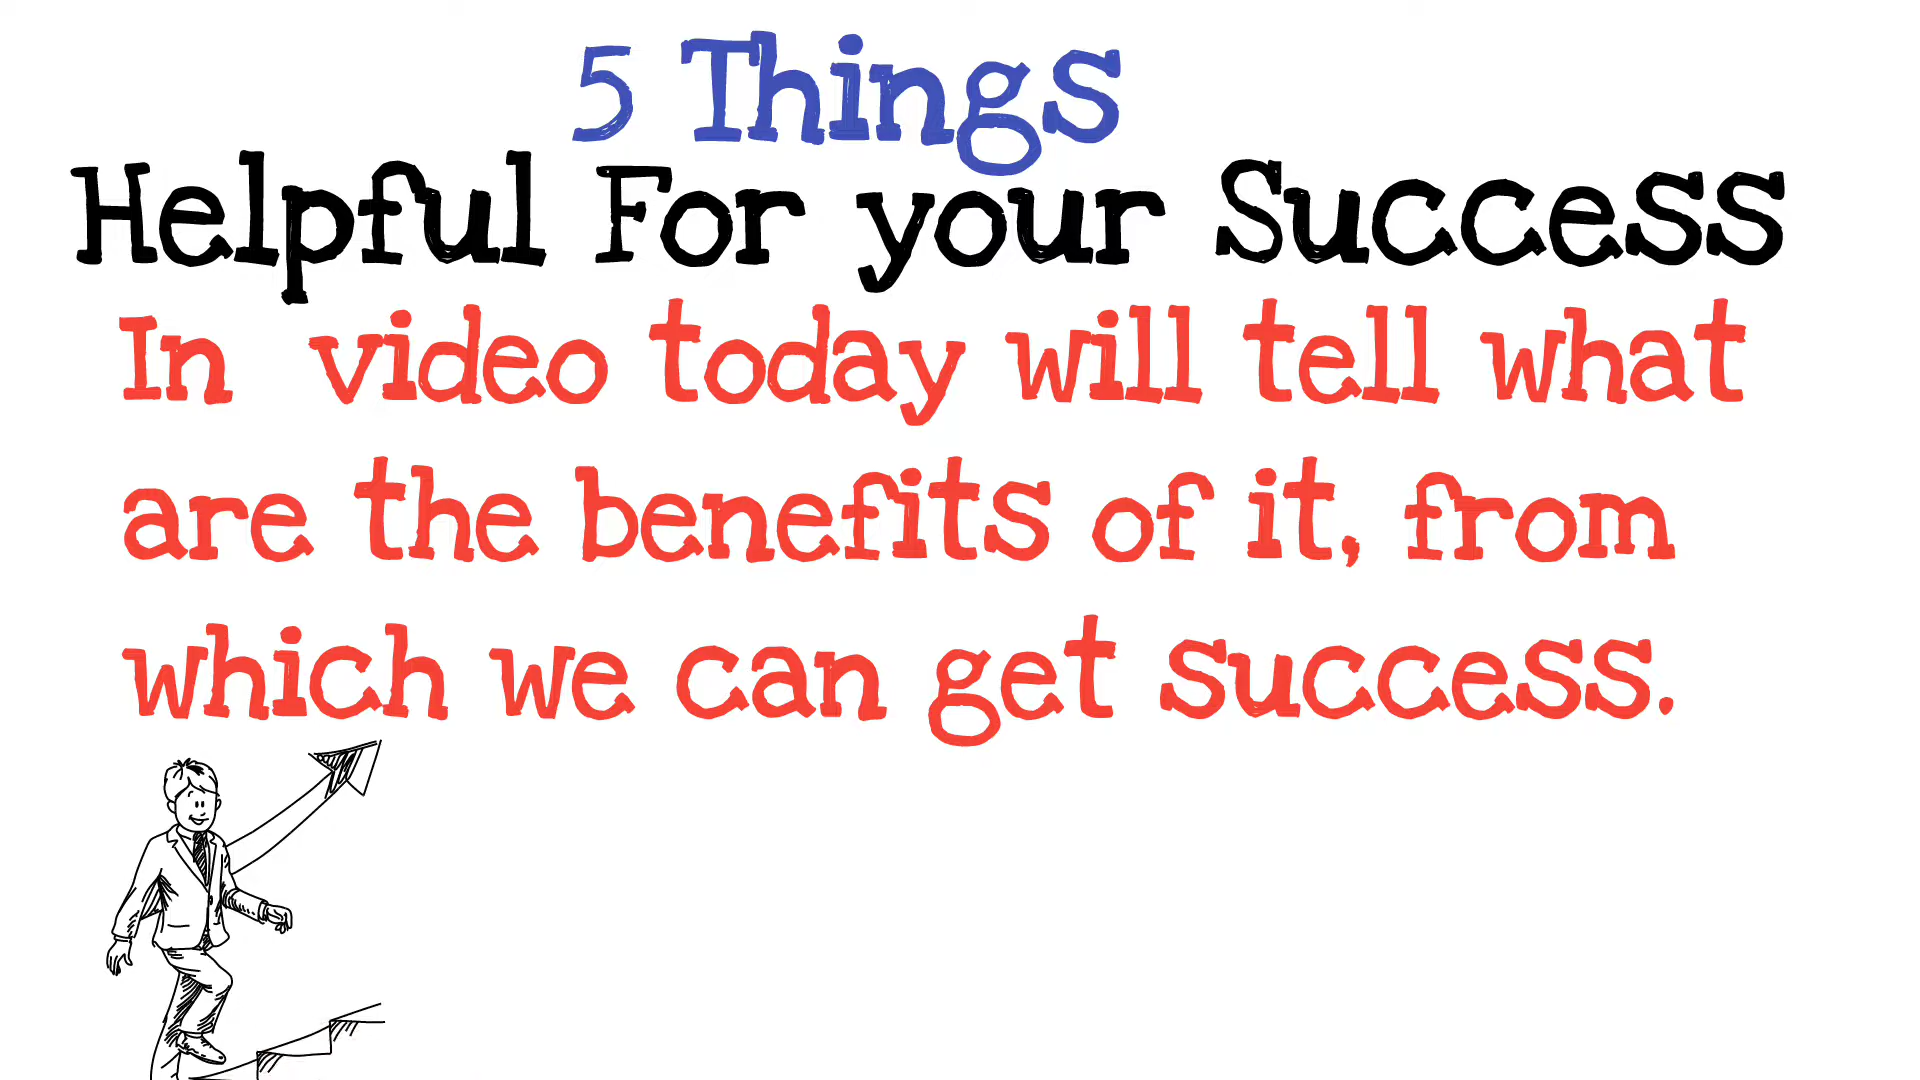 5 Things
Helpful For your Success
In video today will tell what
are the benefits of it, from
which we can get success.